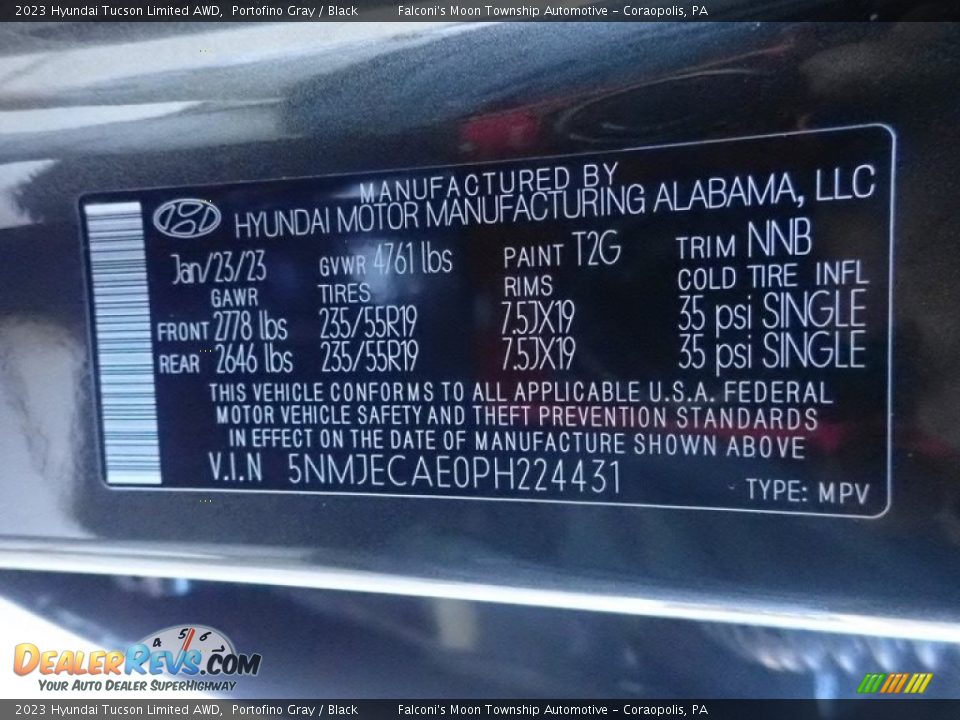 2023 Hyundai Tucson Limited AWD, Portofino Gray / Black Falconi's Moon Township Automotive - Coraopolis, PA
MANUFACTURED BY
HYUNDAI MOTOR MANUFACTURING ALABAMA, LLC
Jan/23/23 GVWR 4761 lbs PAINT T2G TRIM NNB
GAWR TIRES RIMS COLD TIRE INFL
FRONT 2778 lbs 235/55R19 7.5JX19 35 psi SINGLE
REAR 2646 lbs 235/55R19 7.5JX19 35 psi SINGLE
THIS VEHICLE CONFORMS TO ALL APPLICABLE U.S.A. FEDERAL
MOTOR VEHICLE SAFETY AND THEFT PREVENTION STANDARDS
IN EFFECT ON THE DATE OF MANUFACTURE SHOWN ABOVE
V.I.N 5NMJECAE0PH224431
TYPE: MPV
4 5 6
DEALERREVS.COM
YOUR AUTO DEALER SUPERHIGHWAY
2023 Hyundai Tucson Limited AWD, Portofino Gray / Black Falconi's Moon Township Automotive - Coraopolis, PA